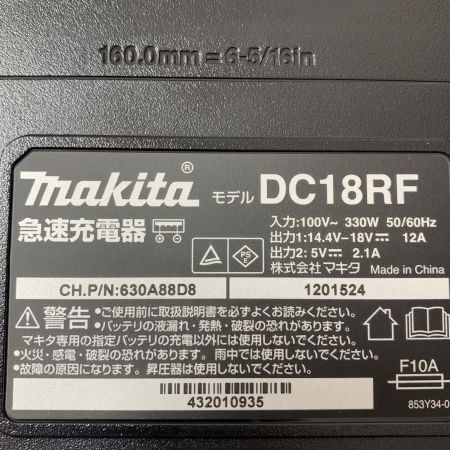 160.0mm = 6-5/16in
makita® モデル DC18RF
急速充電器
入力:100V~ 330W 50/60Hz
出力1:14.4V-18V⎓ 12A
出力2: 5V⎓ 2.1A
株式会社 マキタ Made in China
PS E
CH.P/N:630A88D8 1201524
警告
•ご使用前に取扱説明書を必ずよくお読みください。
•バッテリの液漏れ・発熱・破裂の恐れがあります。
マキタ専用の指定バッテリの充電以外には使用しないでください。
•火災・感電・破裂の恐れがあります。雨中では使用しないでください。
•故障の原因になります。昇圧器は使用しないでください。
F10A
432010935
853Y34-0